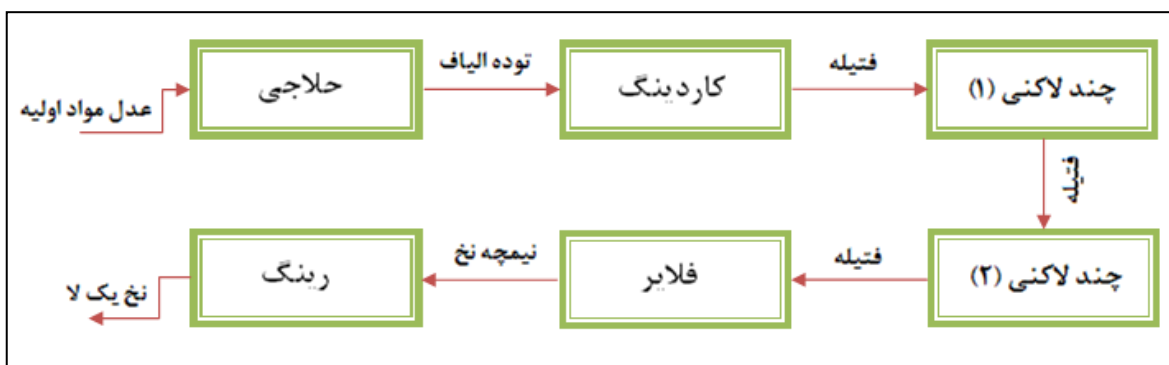 عدل مواد اولیه
حلاجی
توده الیاف
کاردینگ
فتیله
چند لاکنی (۱)
فتیله
چند لاکنی (۲)
فتیله
فلایر
نیمچه نخ
رینگ
نخ یک لا